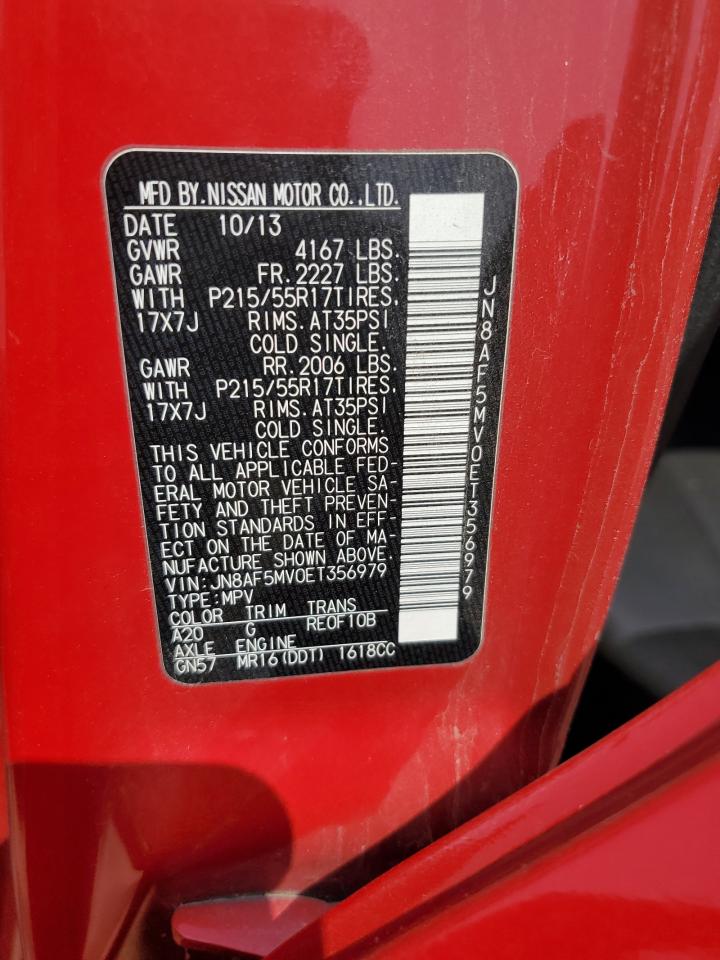 MFD BY.NISSAN MOTOR CO.,LTD.
DATE 10/13
GVWR 4167 LBS.
GAWR FR.2227 LBS.
WITH P215/55R17TIRES.
17X7J RIMS.AT35PSI
COLD SINGLE.
GAWR RR.2006 LBS.
WITH P215/55R17TIRES.
17X7J RIMS.AT35PSI
COLD SINGLE.
THIS VEHICLE CONFORMS
TO ALL APPLICABLE FED-
ERAL MOTOR VEHICLE SA-
FETY AND THEFT PREVEN-
TION STANDARDS IN EFF-
ECT ON THE DATE OF MA-
NUFACTURE SHOWN ABOVE.
VIN:JN8AF5MV0ET356979
TYPE:MPV
COLOR TRIM TRANS
A20 G RE0F10B
AXLE ENGINE
GN57 MR16(DDT) 1618CC
JN8AF5MV0ET356979